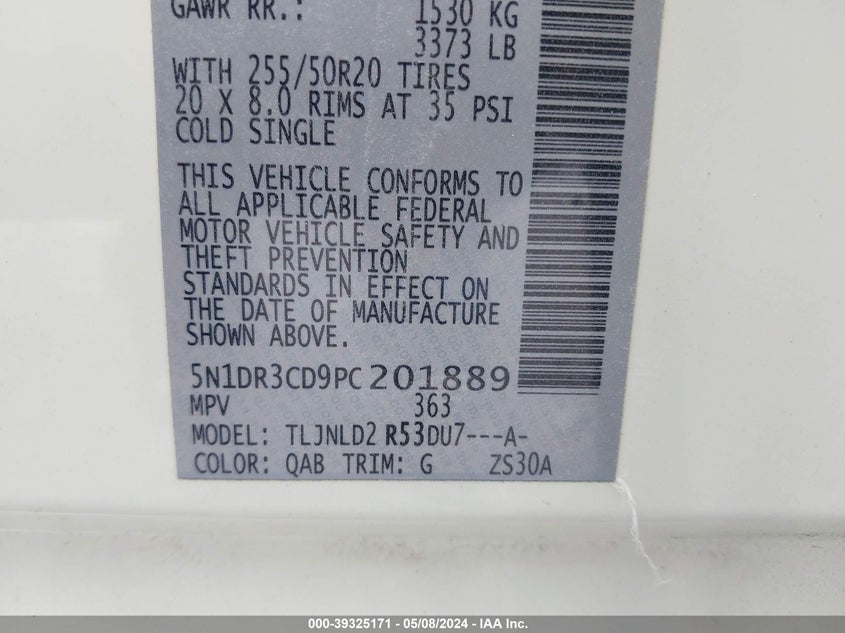 GAWR RR.: 1530 KG
3373 LB
WITH 255/50R20 TIRES
20 X 8.0 RIMS AT 35 PSI
COLD SINGLE
THIS VEHICLE CONFORMS TO
ALL APPLICABLE FEDERAL
MOTOR VEHICLE SAFETY AND
THEFT PREVENTION
STANDARDS IN EFFECT ON
THE DATE OF MANUFACTURE
SHOWN ABOVE.
5N1DR3CD9PC201889
MPV 363
MODEL: TLJNLD2 R53DU7---A-
COLOR: QAB TRIM: G ZS30A
000-39325171 - 05/08/2024 - IAA Inc.